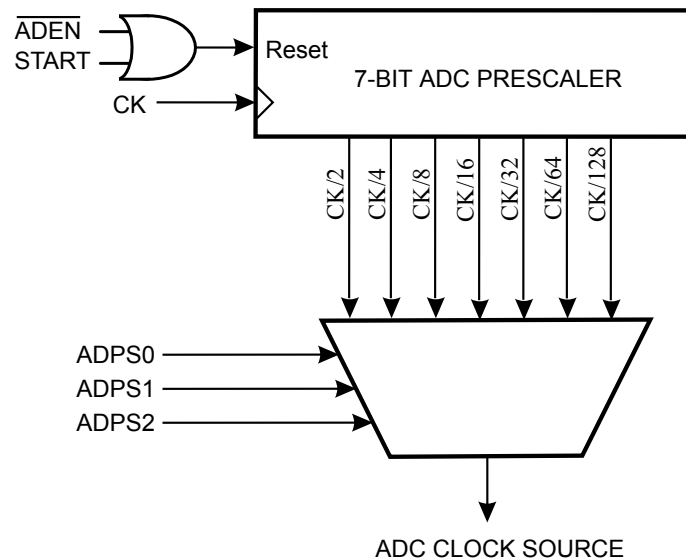 A̅D̅E̅N̅
START
Reset
7-BIT ADC PRESCALER
CK
CK/2
CK/4
CK/8
CK/16
CK/32
CK/64
CK/128
ADPS0
ADPS1
ADPS2
ADC CLOCK SOURCE